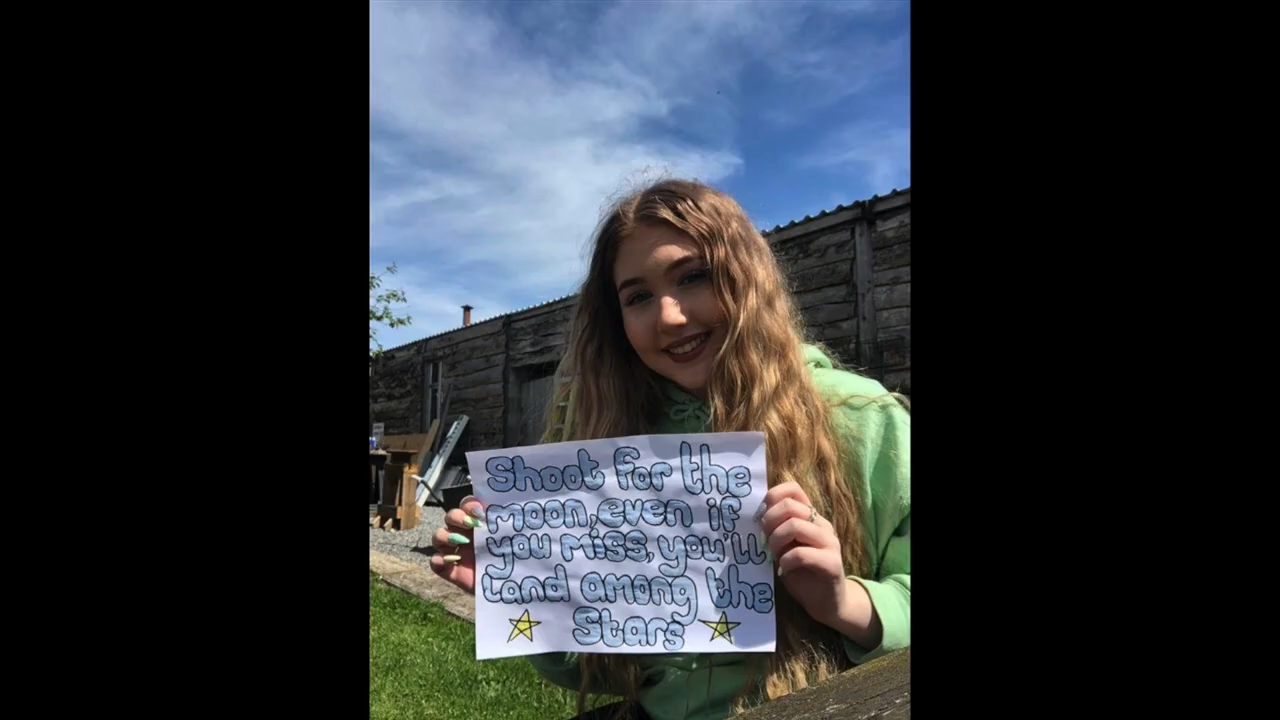 Shoot for the
moon, even if
you miss, you'll
Land among the
Stars